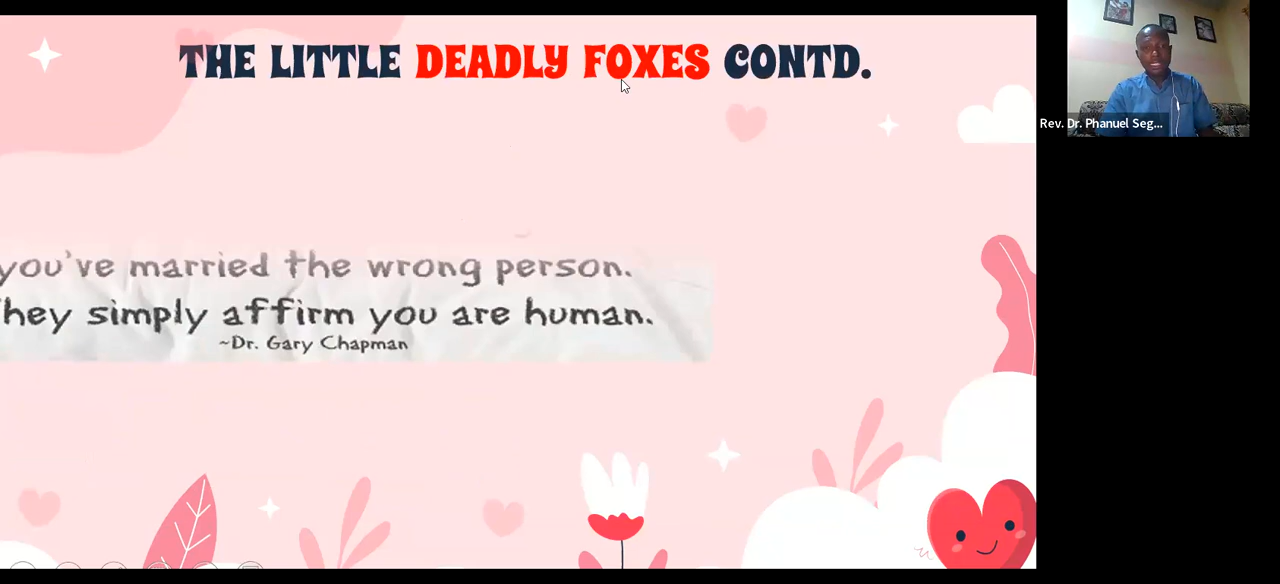 THE LITTLE DEADLY FOXES CONTD.
Rev. Dr. Phanuel Seg...
you've married the wrong person.
hey simply affirm you are human.
~Dr. Gary Chapman